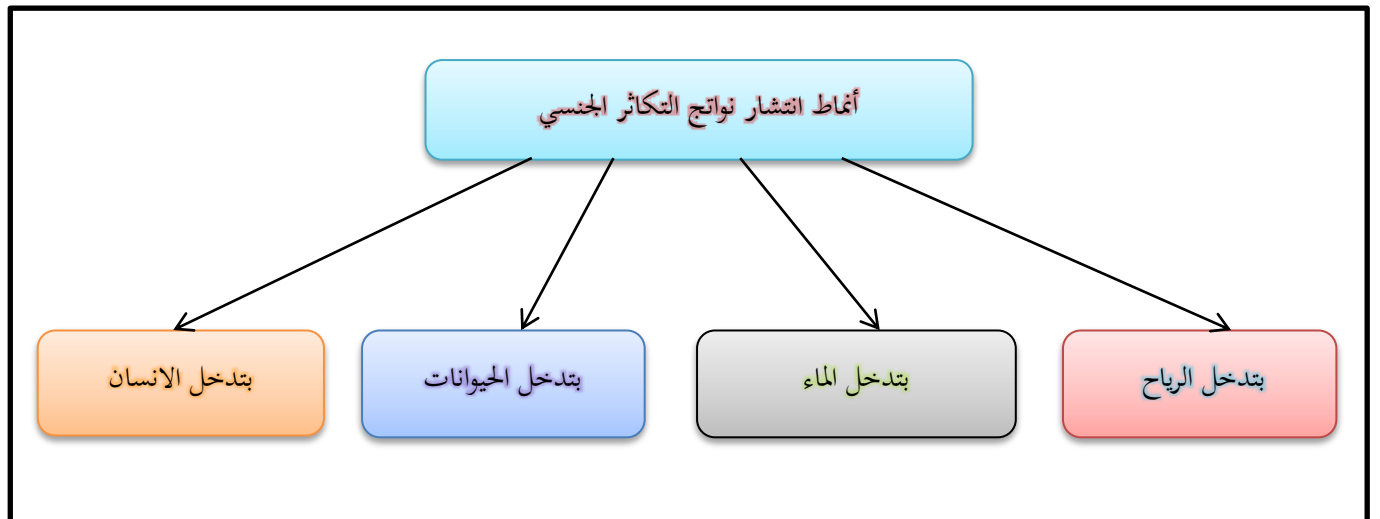 أنماط انتشار نواتج التكاثر الجنسي
بتدخل الرياح
بتدخل الماء
بتدخل الحيوانات
بتدخل الانسان